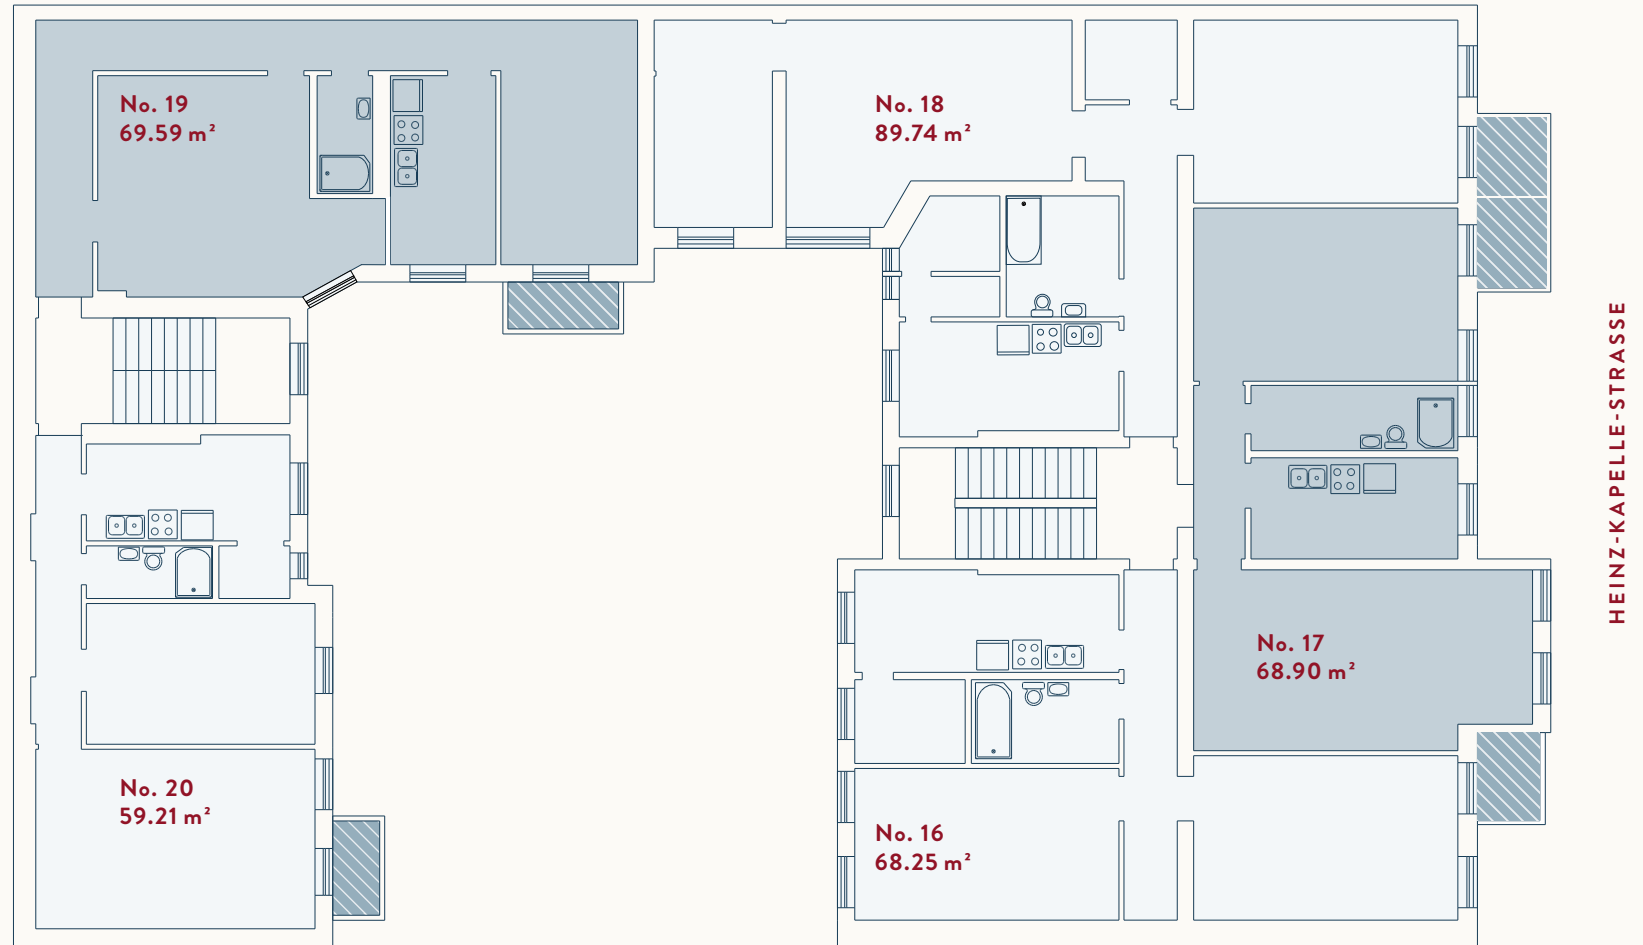 No. 19
69.59 m²
No. 18
89.74 m²
HEINZ-KAPELLE-STRASSE
No. 17
68.90 m²
No. 20
59.21 m²
No. 16
68.25 m²